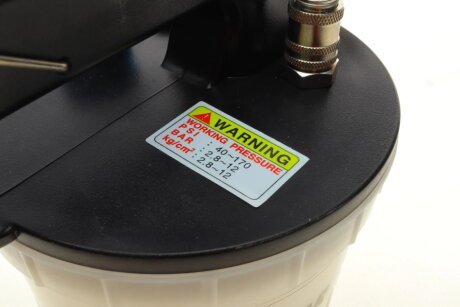 WARNING
WORKING PRESSURE
PSI : 40~170
BAR : 2.8~12
kg/cm² : 2.8~12